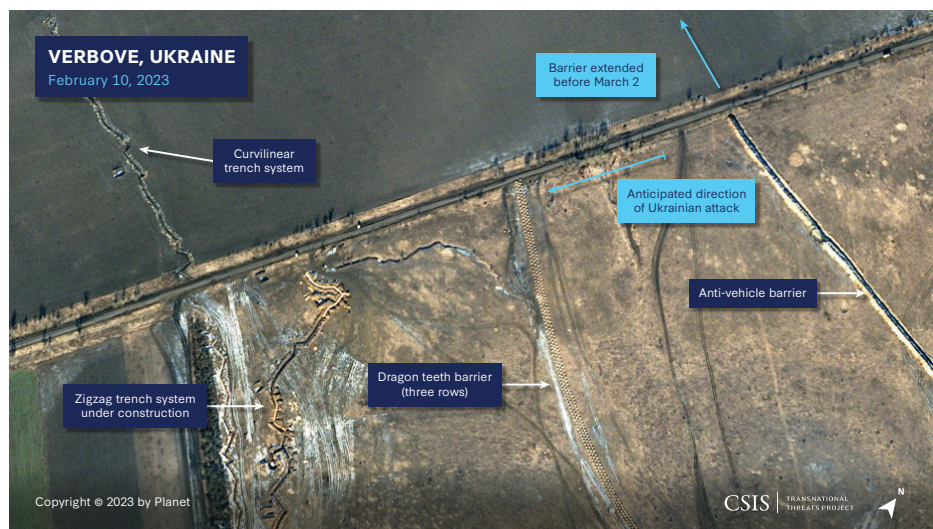 VERBOVE, UKRAINE
February 10, 2023
Barrier extended
before March 2
Curvilinear
trench system
Anticipated direction
of Ukrainian attack
Anti-vehicle barrier
Dragon teeth barrier
(three rows)
Zigzag trench system
under construction
Copyright © 2023 by Planet
CSIS
TRANSNATIONAL
THREATS PROJECT
N